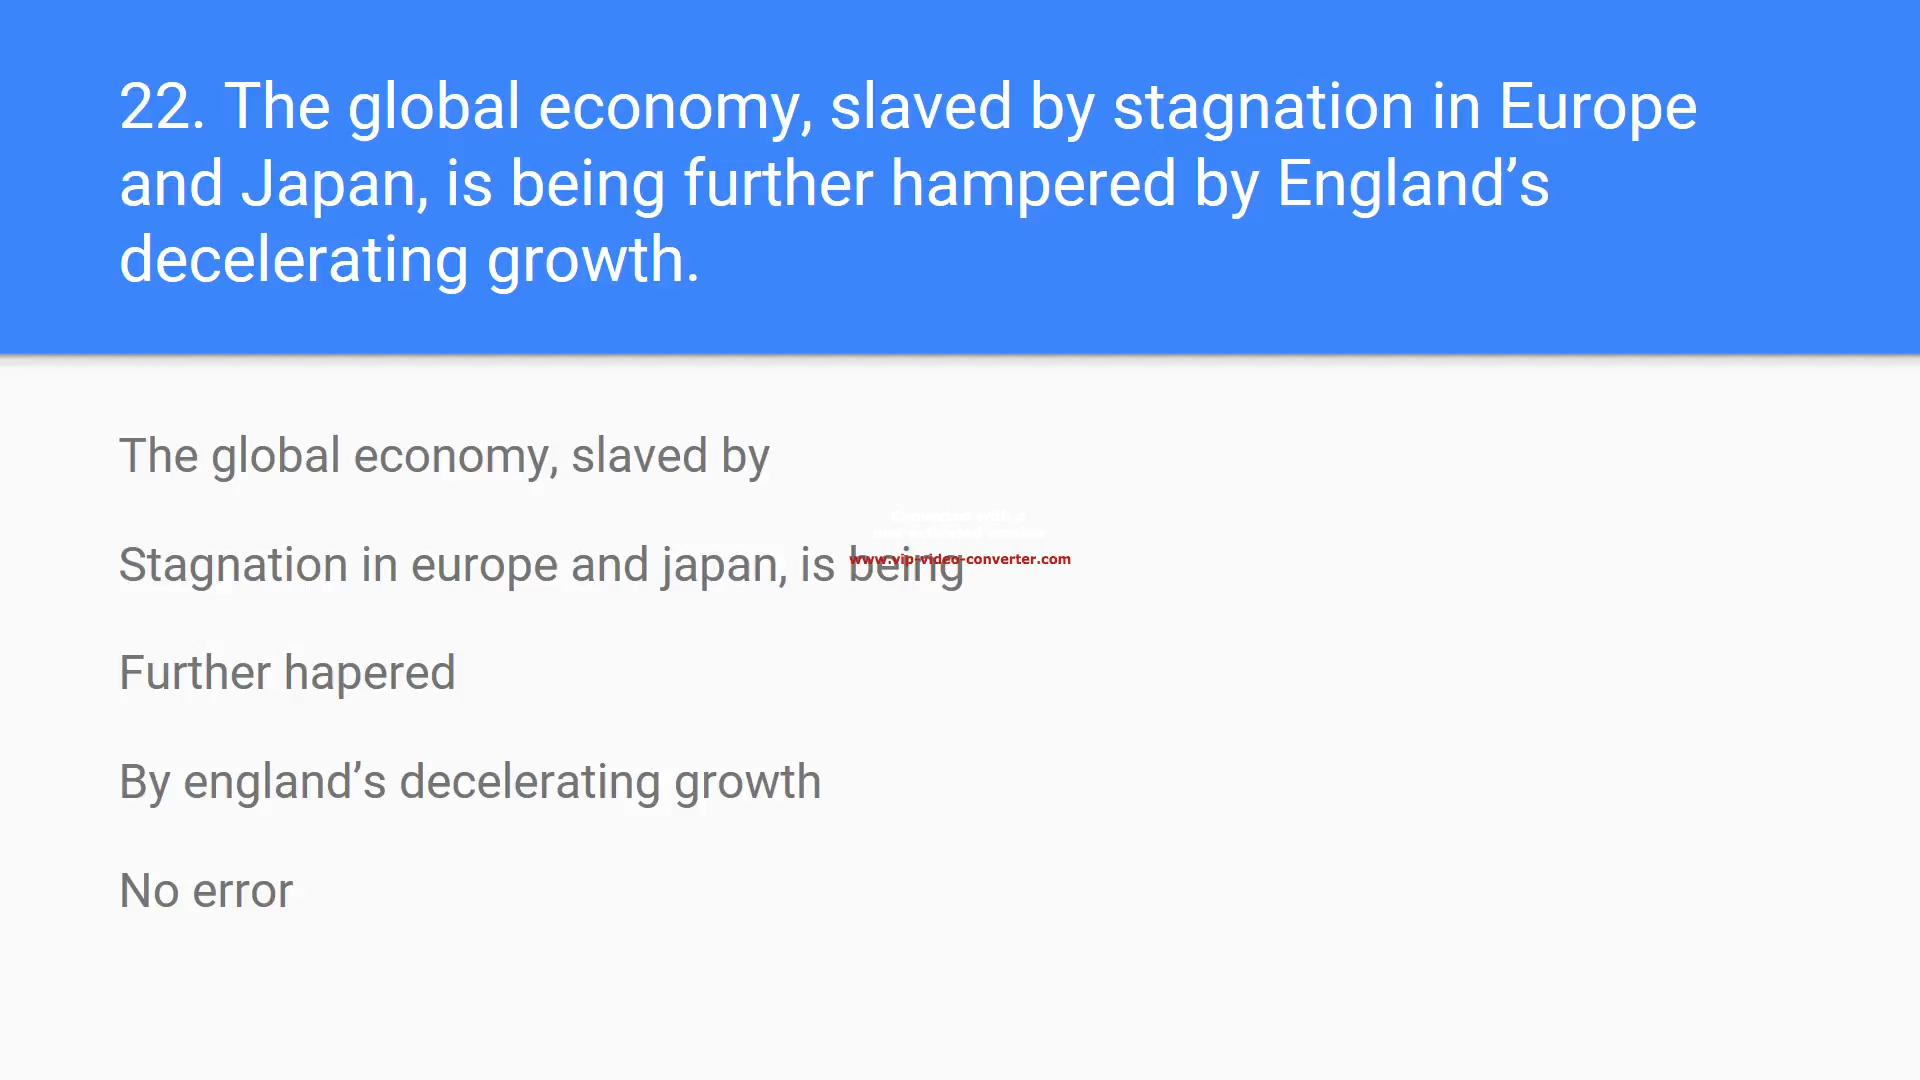 22. The global economy, slaved by stagnation in Europe
and Japan, is being further hampered by England’s
decelerating growth.
The global economy, slaved by
Stagnation in europe and japan, is being
www.vip-video-converter.com
Further hapered
By england’s decelerating growth
No error